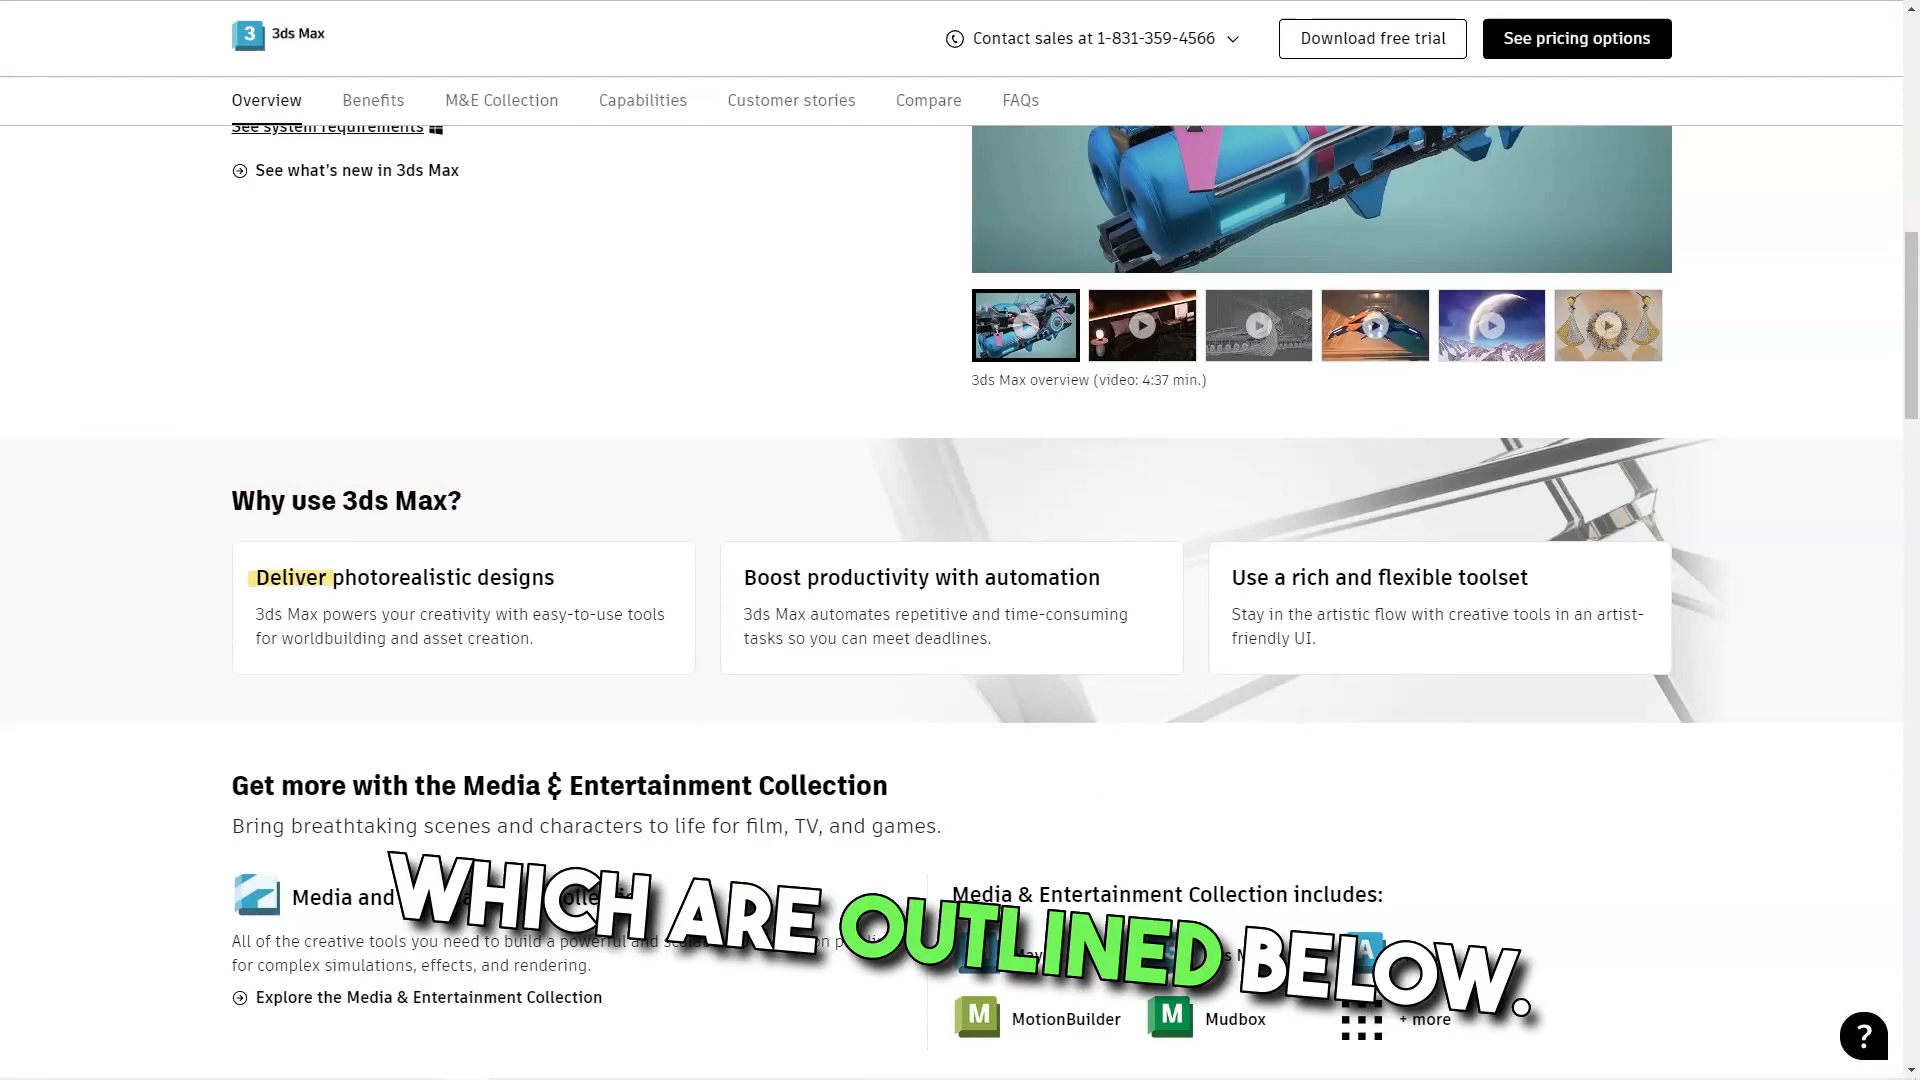 3 3ds Max
Contact sales at 1-831-359-4566
Download free trial
See pricing options
Overview Benefits M&E Collection Capabilities Customer stories Compare FAQs
See system requirements
See what's new in 3ds Max
3ds Max overview (video: 4:37 min.)
Why use 3ds Max?
Deliver photorealistic designs
3ds Max powers your creativity with easy-to-use tools
for worldbuilding and asset creation.
Boost productivity with automation
3ds Max automates repetitive and time-consuming
tasks so you can meet deadlines.
Use a rich and flexible toolset
Stay in the artistic flow with creative tools in an artist-
friendly UI.
Get more with the Media & Entertainment Collection
Bring breathtaking scenes and characters to life for film, TV, and games.
Media and
All of the creative tools you need to build a powerful and
for complex simulations, effects, and rendering.
Explore the Media & Entertainment Collection
Media & Entertainment Collection includes:
A
M MotionBuilder
M Mudbox
+ more
WHICH ARE OUTLINED BELOW.
?